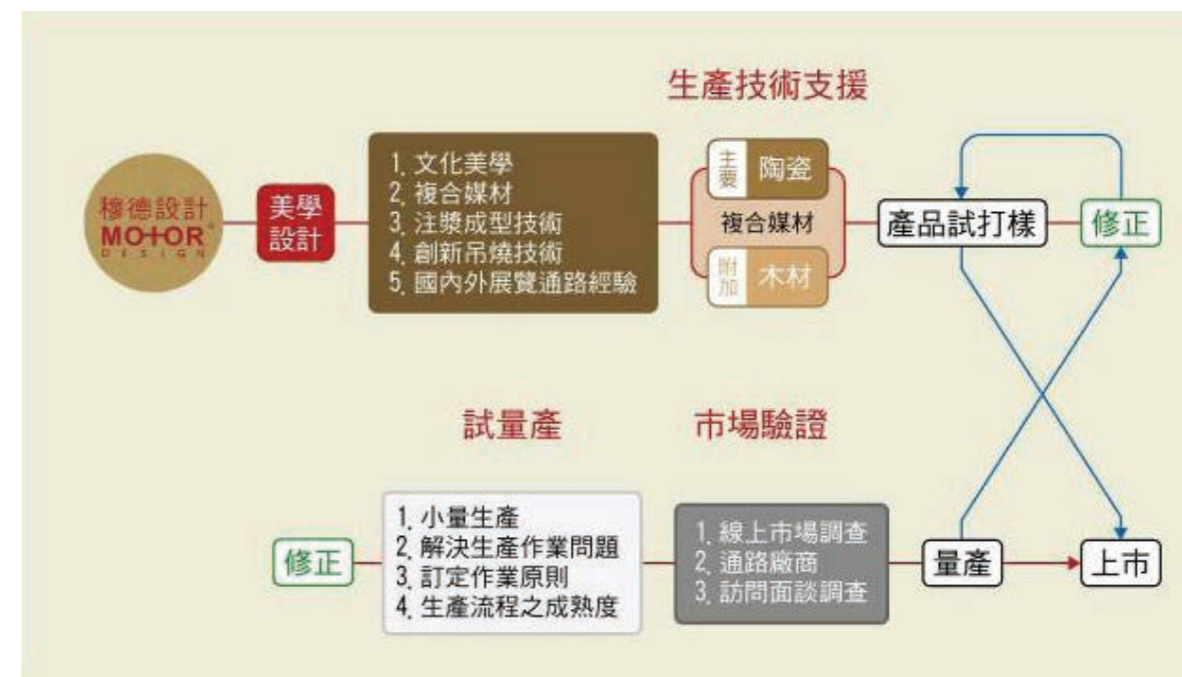 生產技術支援
穆德設計
MOTOR®
DESIGN
美學
設計
1. 文化美學
2. 複合媒材
3. 注漿成型技術
4. 創新吊燒技術
5. 國內外展覽通路經驗
主要
陶瓷
複合媒材
附加
木材
產品試打樣
修正
試量產
市場驗證
修正
1. 小量生產
2. 解決生產作業問題
3. 訂定作業原則
4. 生產流程之成熟度
1. 線上市場調查
2. 通路廠商
3. 訪問面談調查
量產
上市